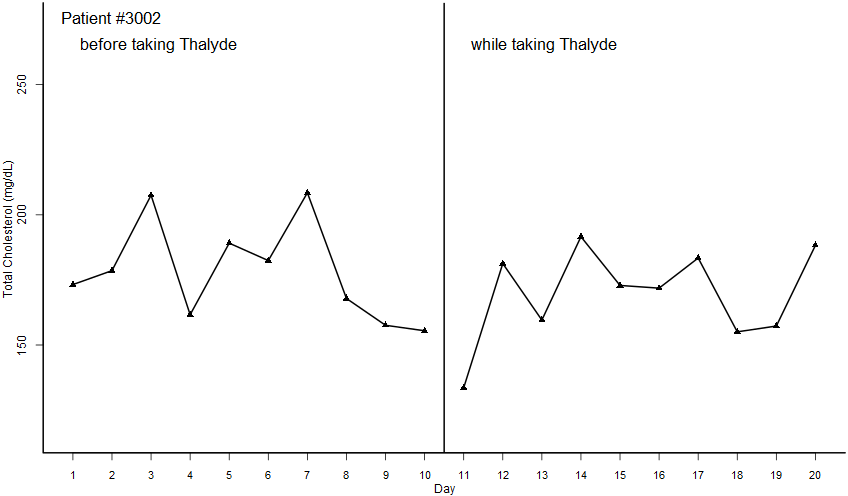 Patient #3002
before taking Thalyde
while taking Thalyde
Total Cholesterol (mg/dL)
250
200
150
1 2 3 4 5 6 7 8 9 10 11 12 13 14 15 16 17 18 19 20
Day